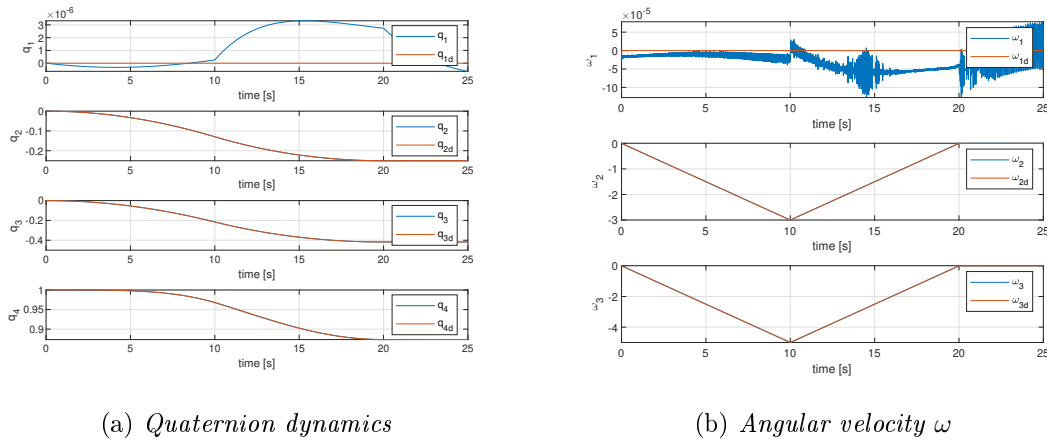 ×10⁻⁶
3
2
1
0
q₁
q₁
q₁d
0 5 10 15 20 25
time [s]
0
-0.1
-0.2
q₂
q₂
q₂d
0 5 10 15 20 25
time [s]
0
-0.2
-0.4
q₃
q₃
q₃d
0 5 10 15 20 25
time [s]
1
0.95
0.9
q₄
q₄
q₄d
0 5 10 15 20 25
time [s]
(a) Quaternion dynamics
×10⁻⁵
5
0
-5
-10
ω₁
ω₁
ω₁d
0 5 10 15 20 25
time [s]
0
-1
-2
-3
ω₂
ω₂
ω₂d
0 5 10 15 20 25
time [s]
0
-2
-4
ω₃
ω₃
ω₃d
0 5 10 15 20 25
time [s]
(b) Angular velocity ω